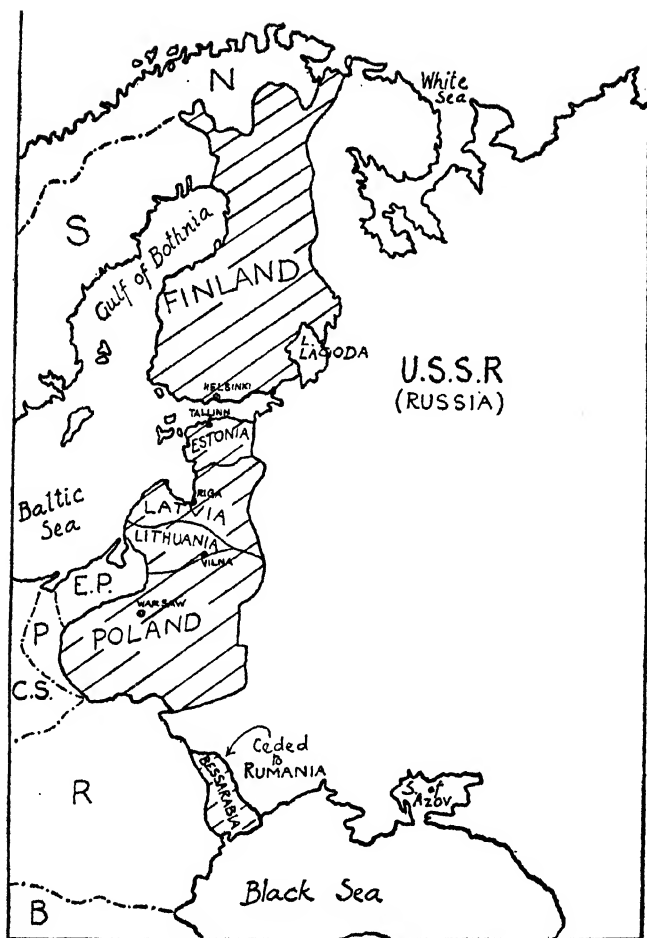 N
White
Sea
S
Gulf of Bothnia
FINLAND
L.
LAGODA
U.S.S.R
(RUSSIA)
HELSINKI
TALLINN
ESTONIA
RIGA
LATVIA
Baltic
Sea
LITHUANIA
VILNA
E.P.
WARSAW
P
POLAND
C.S.
Ceded
to
RUMANIA
BESSARABIA
R
S. of
AZOV
Black Sea
B